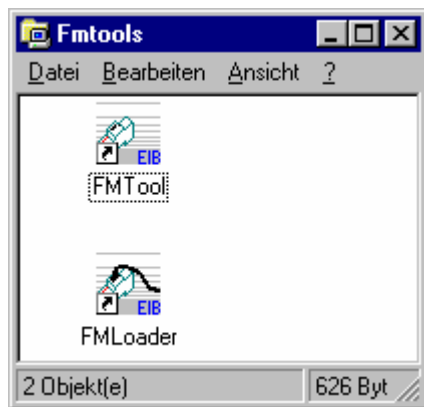 Fmtools
Datei Bearbeiten Ansicht ?
EIB
FMTool
EIB
FMLoader
2 Objekt(e) 626 Byt